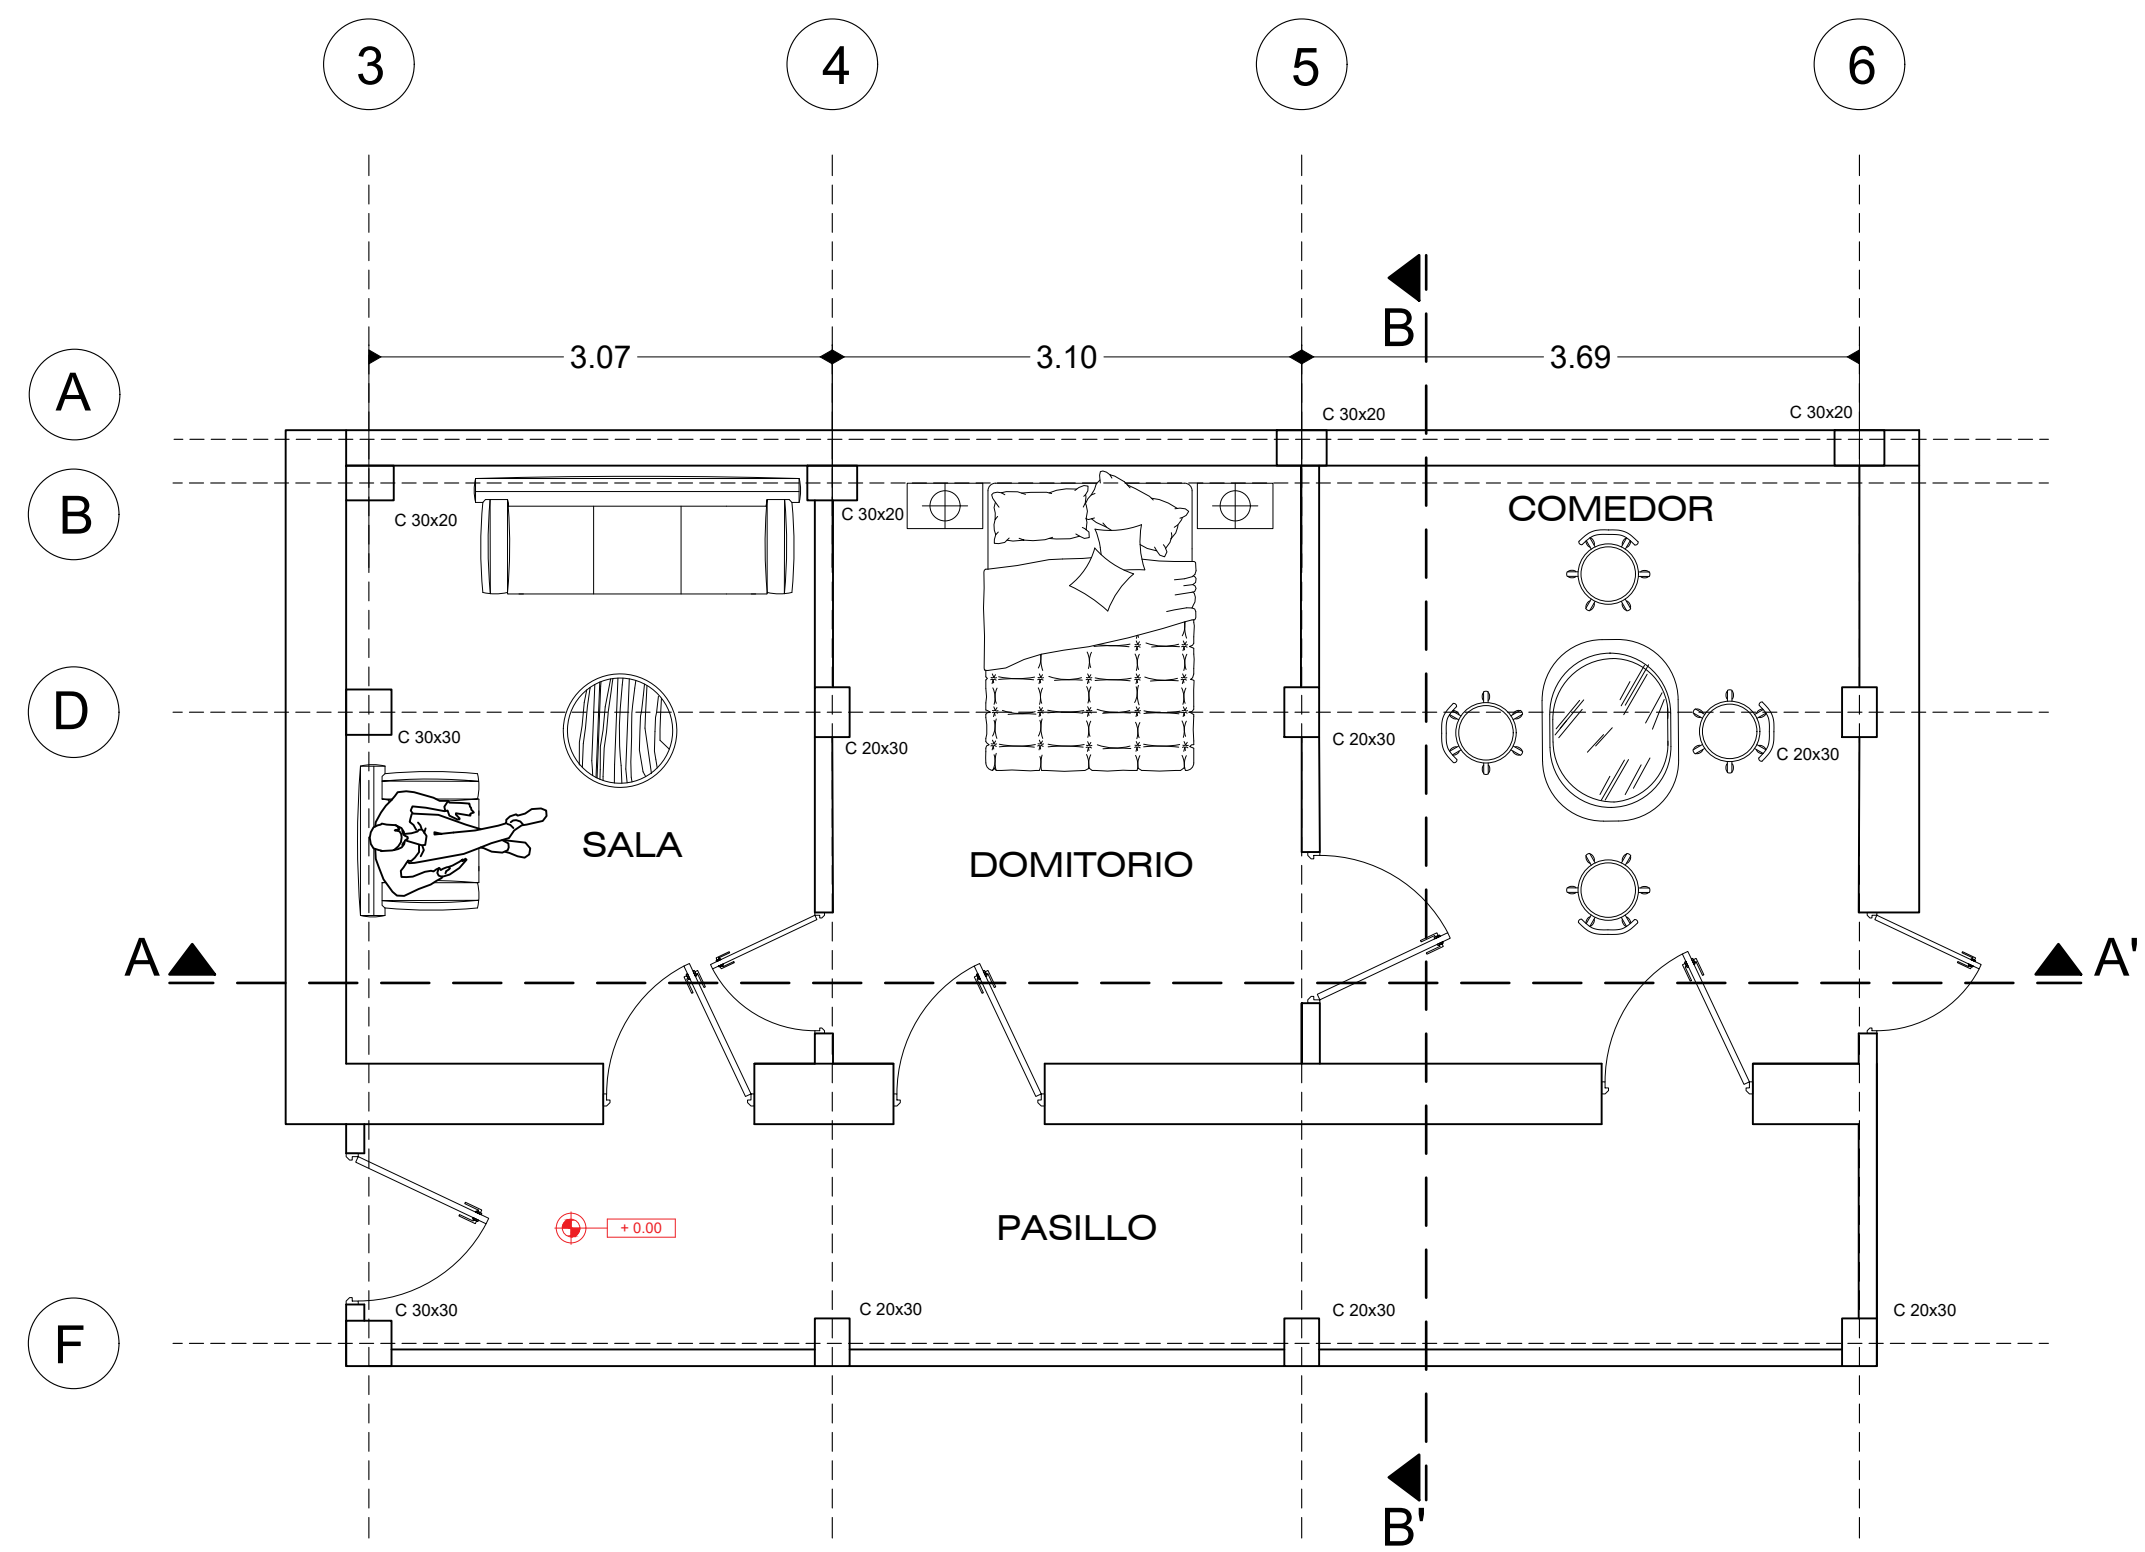 3 4 5 6
B
3.07 3.10 3.69
A
C 30x20 C 30x20
B
C 30x20 C 30x20 COMEDOR
D
C 30x30 C 20x30 C 20x30 C 20x30
SALA DOMITORIO
A A'
PASILLO
+ 0.00
C 30x30 C 20x30 C 20x30 C 20x30
F
B'